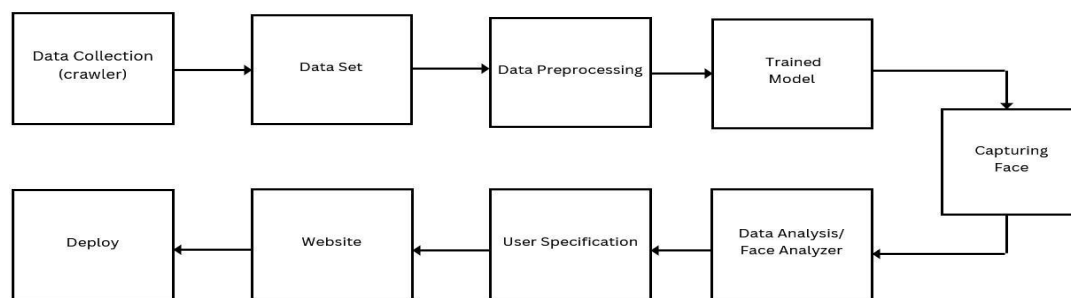 Data Collection
(crawler)
Data Set
Data Preprocessing
Trained
Model
Capturing
Face
Data Analysis/
Face Analyzer
User Specification
Website
Deploy